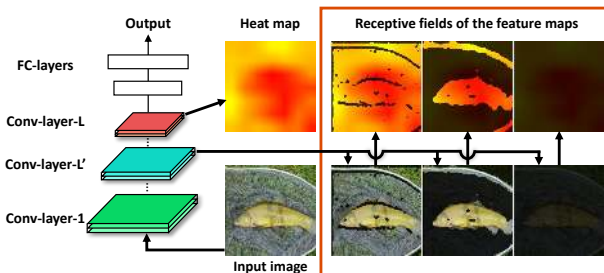 Output
Heat map
Receptive fields of the feature maps
FC-layers
Conv-layer-L
Conv-layer-L'
Conv-layer-1
Input image